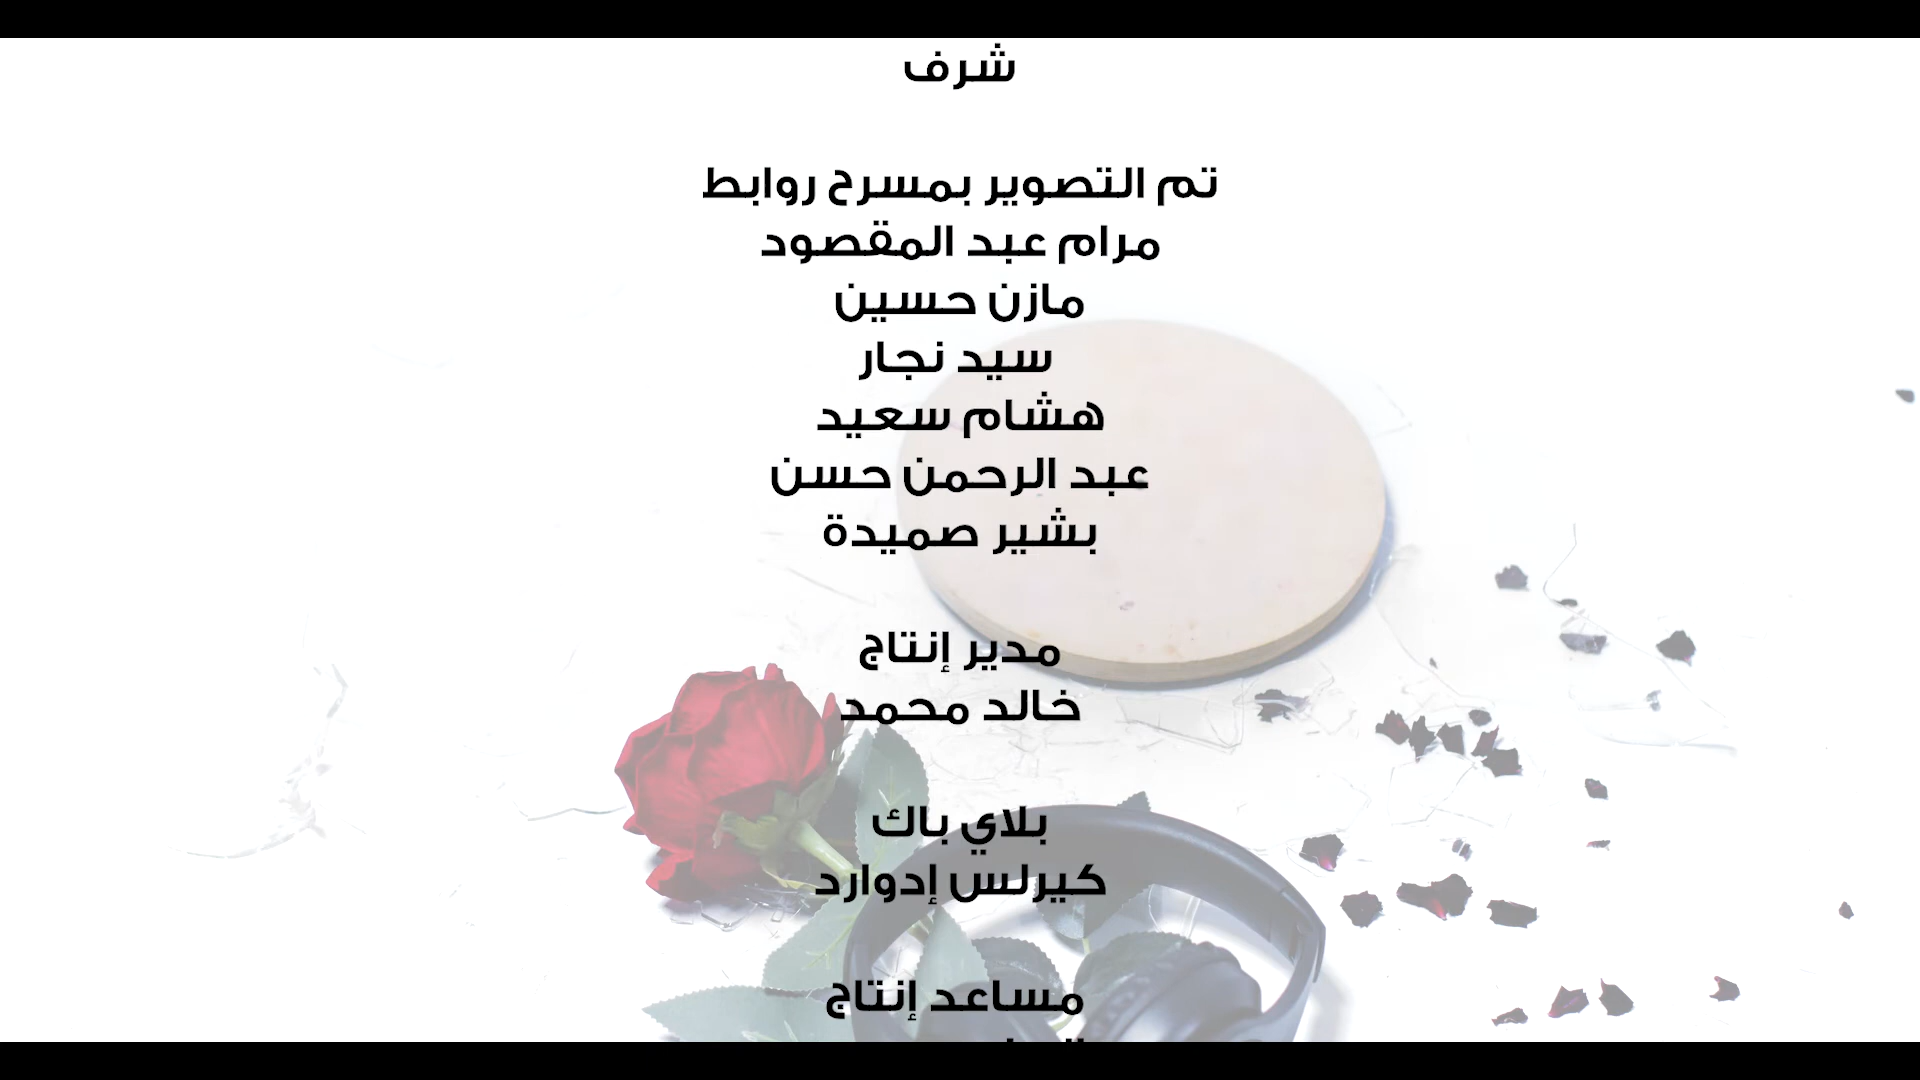 شرف
تم التصوير بمسرح روابط
مرام عبد المقصود
مازن حسين
سيد نجار
هشام سعيد
عبد الرحمن حسن
بشير صميدة
مدير إنتاج
خالد محمد
بلاي باك
كيرلس إدوارد
مساعد إنتاج